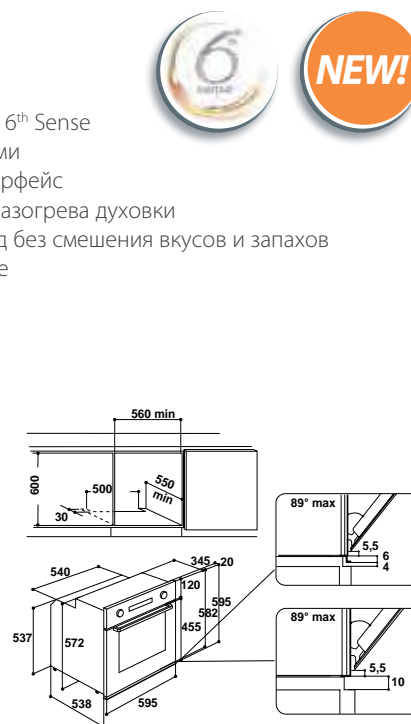 6
sense
NEW!
6th Sense
ми
рфейс
азогрева духовки
д без смешения вкусов и запахов
е
560 min
600
500
550
min
30
89° max
5,5
6
4
540
345
20
120
537
572
595
582
455
538
595
89° max
5,5
10